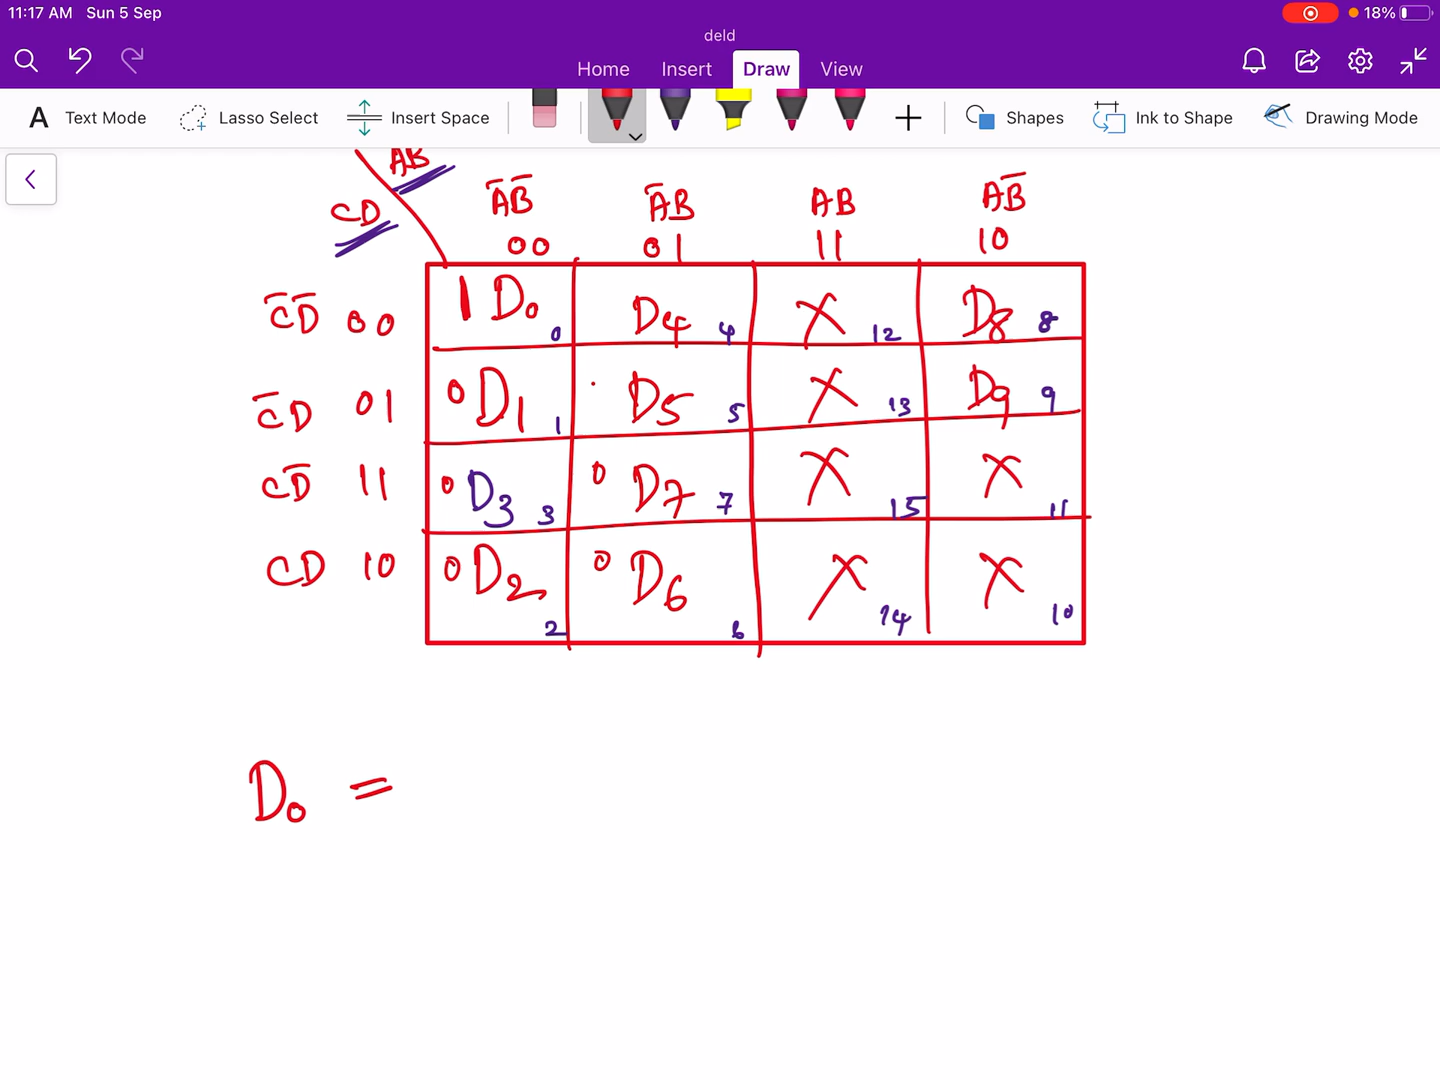 11:17 AM Sun 5 Sep
18%
deld
Home Insert Draw View
A Text Mode Lasso Select Insert Space Shapes Ink to Shape Drawing Mode
AB
CD
A̅B̅ A̅B AB AB̅
00 01 11 10
C̅D̅ 00 1 D₀ 0 D4 4 X 12 D8 8
C̅D 01 0 D₁ 1 D5 5 X 13 D9 9
CD̅ 11 0 D3 3 0 D7 7 X 15 X 11
CD 10 0 D2 2 0 D6 6 X 14 X 10
D₀ =